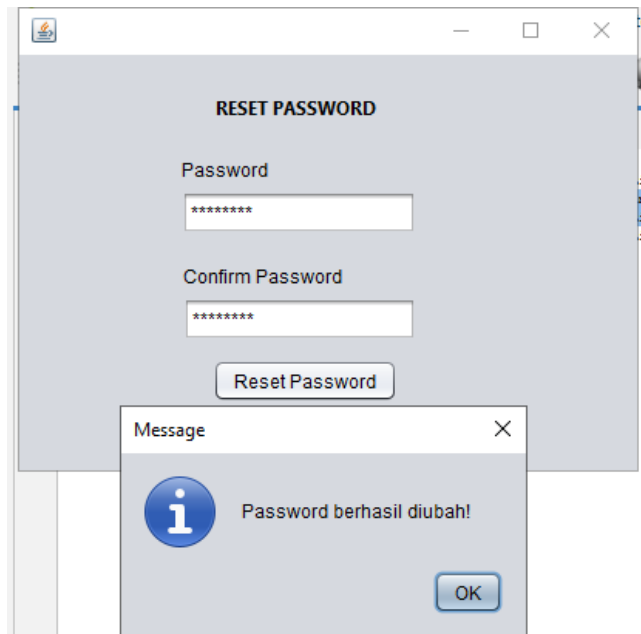 RESET PASSWORD
Password
********
Confirm Password
********
Reset Password
Message
Password berhasil diubah!
OK